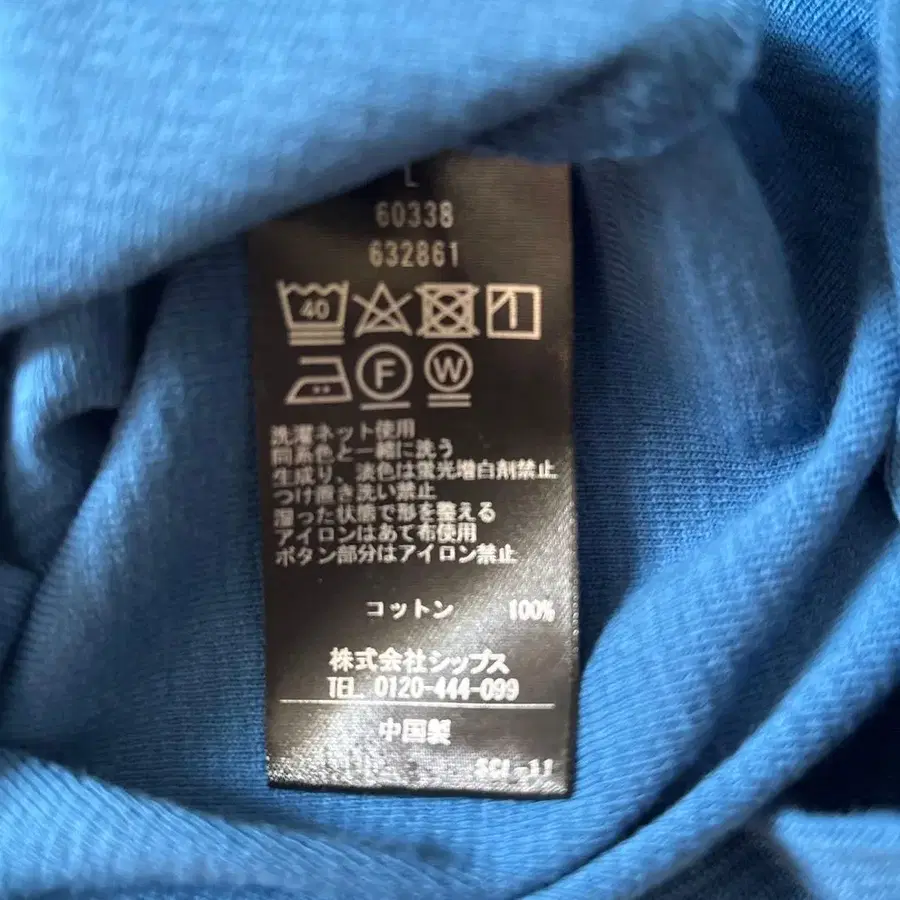 L
60338
632861
40
F W
洗濯ネット使用
同系色と一緒に洗う
生成り、淡色は蛍光増白剤禁止
つけ置き洗い禁止
湿った状態で形を整える
アイロンはあて布使用
ボタン部分はアイロン禁止
コットン 100%
株式会社シップス
TEL. 0120-444-099
中国製
SCL-11